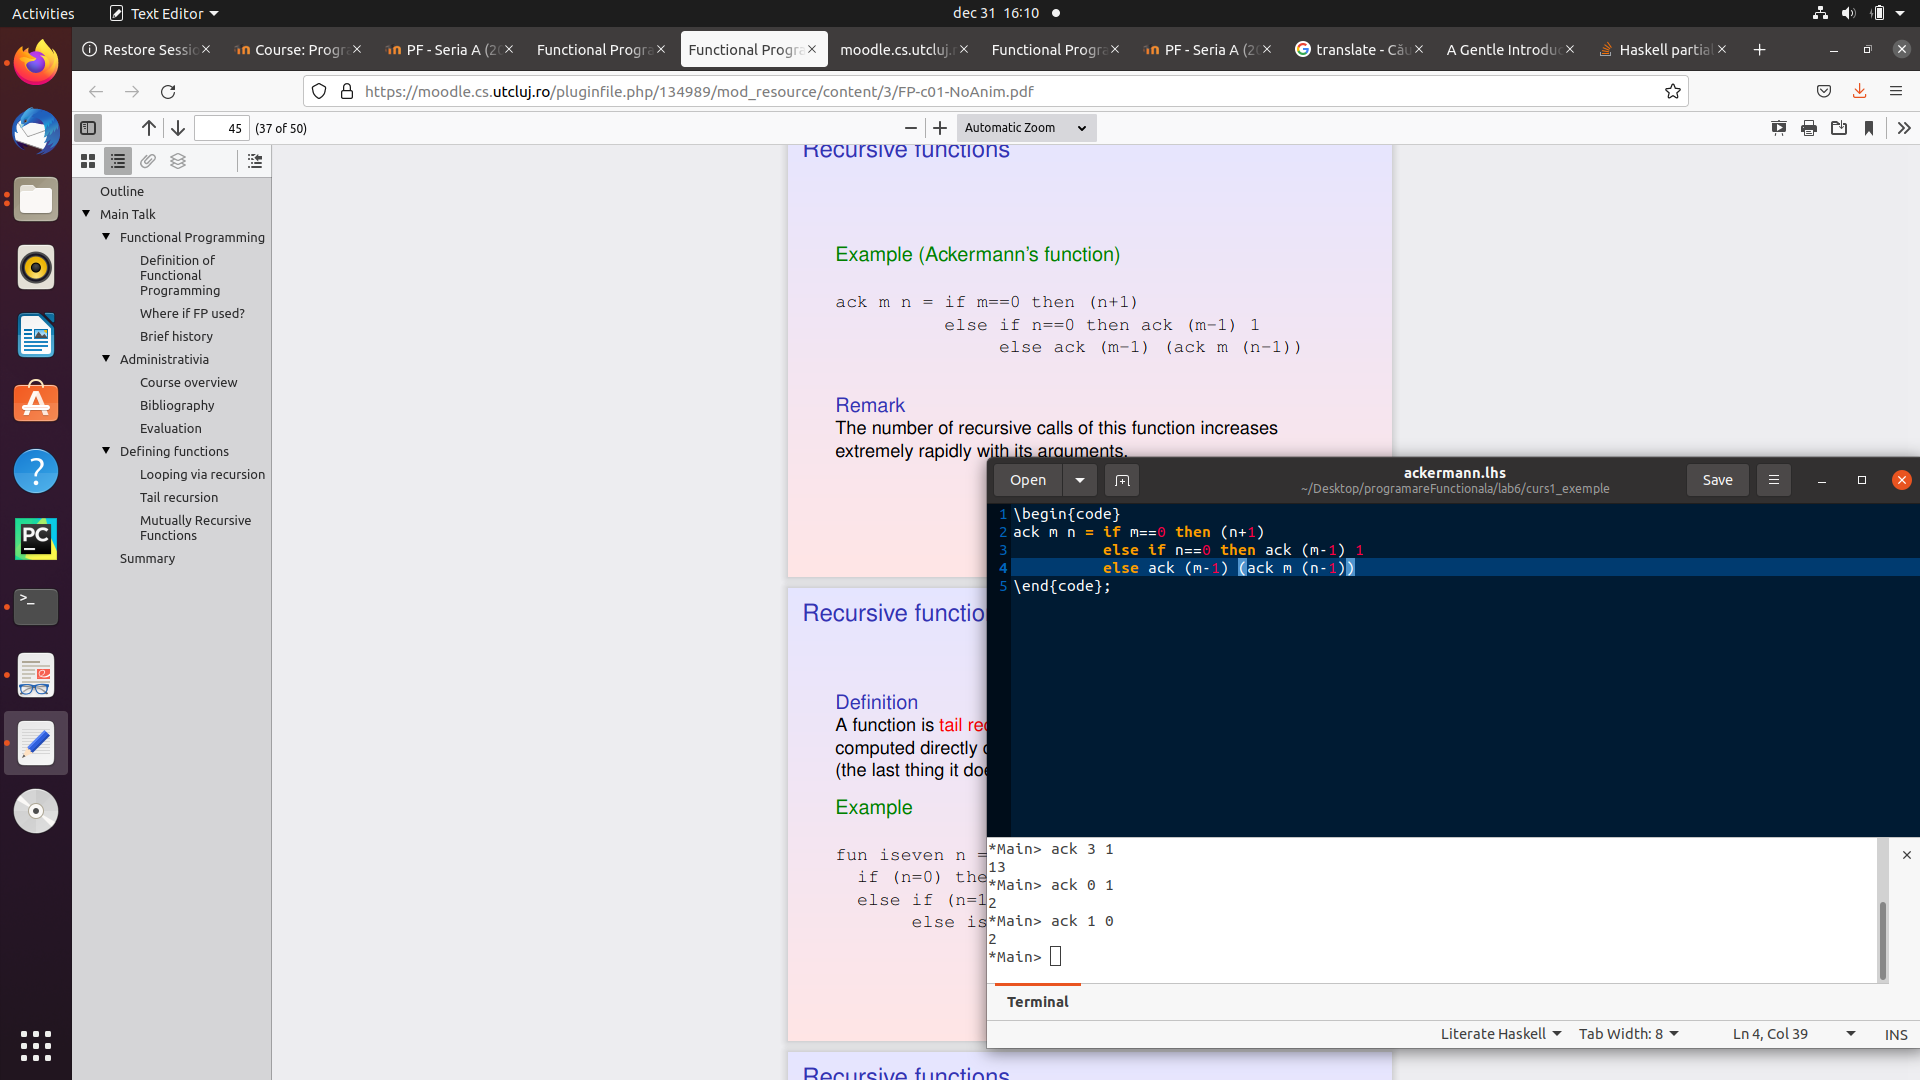 Activities
Text Editor
dec 31 16:10
Restore Sessio
Course: Progra
PF - Seria A (20
Functional Progra
Functional Progra
moodle.cs.utcluj.r
Functional Progra
PF - Seria A (20
translate - Cău
A Gentle Introduc
Haskell partial
https://moodle.cs.utcluj.ro/pluginfile.php/134989/mod_resource/content/3/FP-c01-NoAnim.pdf
45 (37 of 50)
Automatic Zoom
Outline
Main Talk
Functional Programming
Definition of
Functional
Programming
Where if FP used?
Brief history
Administrativia
Course overview
Bibliography
Evaluation
Defining functions
Looping via recursion
Tail recursion
Mutually Recursive
Functions
Summary
Recursive functions
Example (Ackermann's function)
ack m n = if m==0 then (n+1)
else if n==0 then ack (m-1) 1
else ack (m-1) (ack m (n-1))
Remark
The number of recursive calls of this function increases
extremely rapidly with its arguments.
Recursive functio
Definition
A function is tail rec
computed directly
(the last thing it doe
Example
fun iseven n =
if (n=0) the
else if (n=1
else is
Recursive functions
Open
ackermann.lhs
~/Desktop/programareFunctionala/lab6/curs1_exemple
Save
1 \begin{code}
2 ack m n = if m==0 then (n+1)
3 else if n==0 then ack (m-1) 1
4 else ack (m-1) (ack m (n-1))
5 \end{code};
*Main> ack 3 1
13
*Main> ack 0 1
2
*Main> ack 1 0
2
*Main>
Terminal
Literate Haskell
Tab Width: 8
Ln 4, Col 39
INS